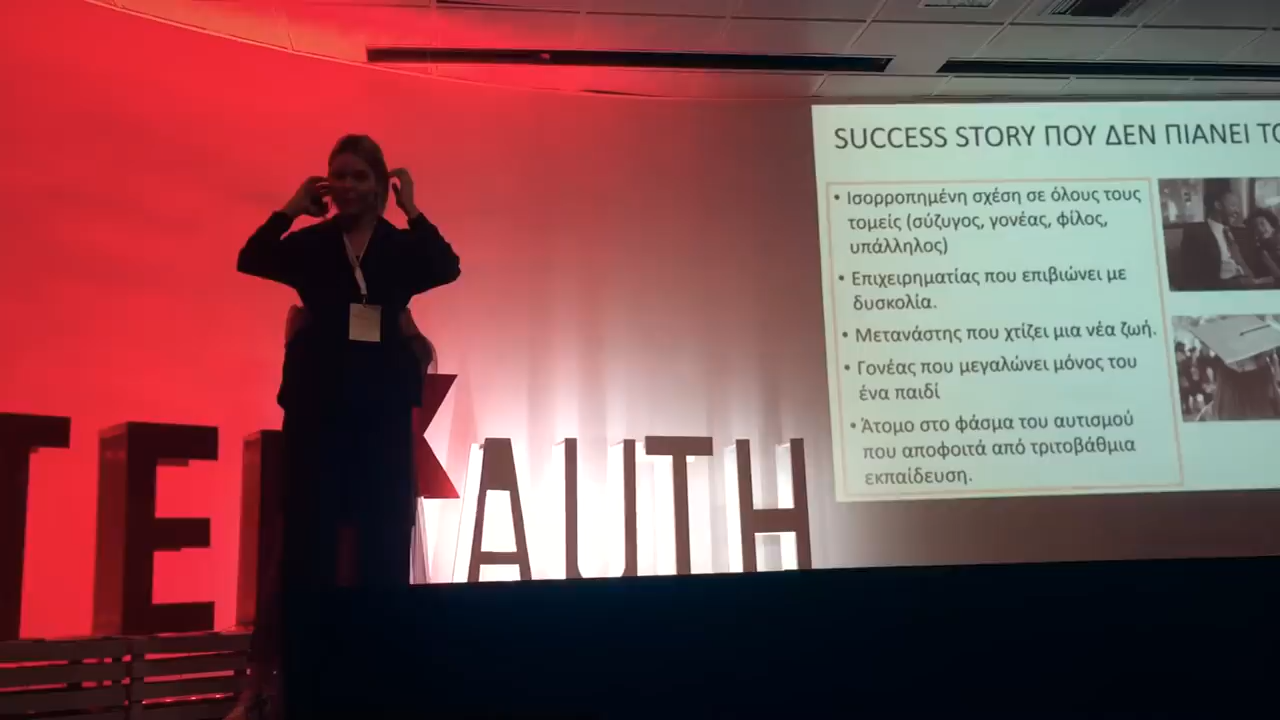 SUCCESS STORY ΠΟΥ ΔΕΝ ΠΙΑΝΕΙ
• Ισορροπημένη σχέση σε όλους τους
τομείς (σύζυγος, γονέας, φίλος,
υπάλληλος)
• Επιχειρηματίας που επιβιώνει με
δυσκολία.
• Μετανάστης που χτίζει μια νέα ζωή.
• Γονέας που μεγαλώνει μόνος του
ένα παιδί
• Άτομο στο φάσμα του αυτισμού
που αποφοιτά από τριτοβάθμια
εκπαίδευση.
AUTH